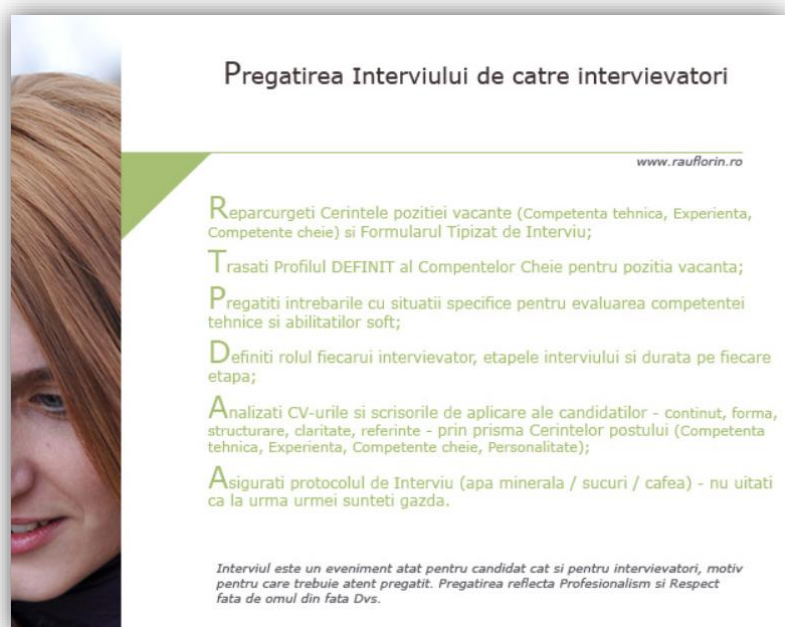 Pregatirea Interviului de catre intervievatori
www.rauflorin.ro
Reparcurgeti Cerintele pozitiei vacante (Competenta tehnica, Experienta,
Competente cheie) si Formularul Tipizat de Interviu;
Trasati Profilul DEFINIT al Compentelor Cheie pentru pozitia vacanta;
Pregatiti intrebarile cu situatii specifice pentru evaluarea competentei
tehnice si abilitatilor soft;
Definiti rolul fiecarui intervievator, etapele interviului si durata pe fiecare
etapa;
Analizati CV-urile si scrisorile de aplicare ale candidatilor - continut, forma,
structurare, claritate, referinte - prin prisma Cerintelor postului (Competenta
tehnica, Experienta, Competente cheie, Personalitate);
Asigurati protocolul de Interviu (apa minerala / sucuri / cafea) - nu uitati
ca la urma urmei sunteti gazda.
Interviul este un eveniment atat pentru candidat cat si pentru intervievatori, motiv
pentru care trebuie atent pregatit. Pregatirea reflecta Profesionalism si Respect
fata de omul din fata Dvs.